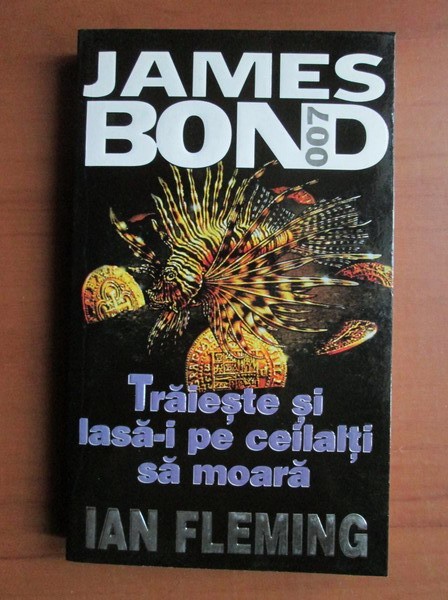 JAMES
BOND
007
Trăiește și
lasă-i pe ceilalți
să moară
IAN FLEMING